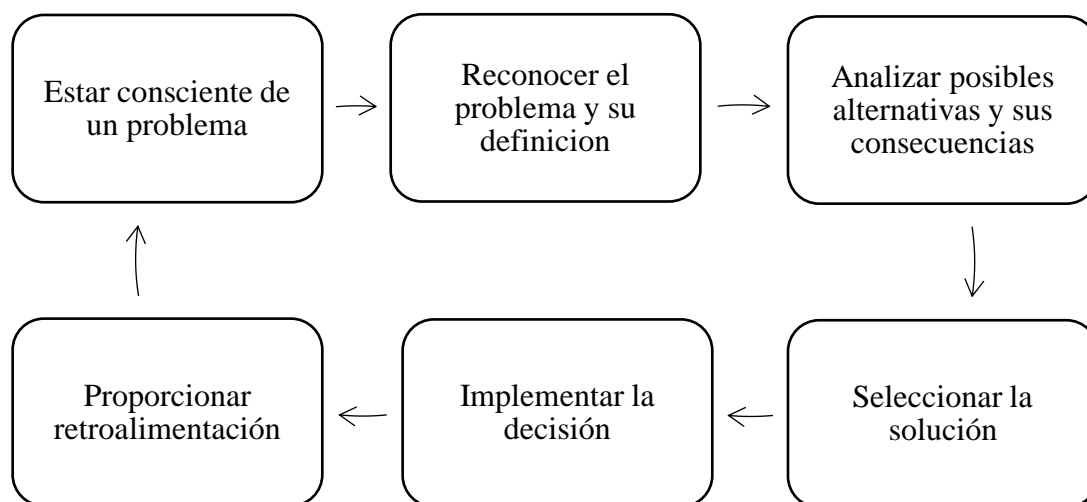 Estar consciente de
un problema
Reconocer el
problema y su
definicion
Analizar posibles
alternativas y sus
consecuencias
Seleccionar la
solución
Implementar la
decisión
Proporcionar
retroalimentación